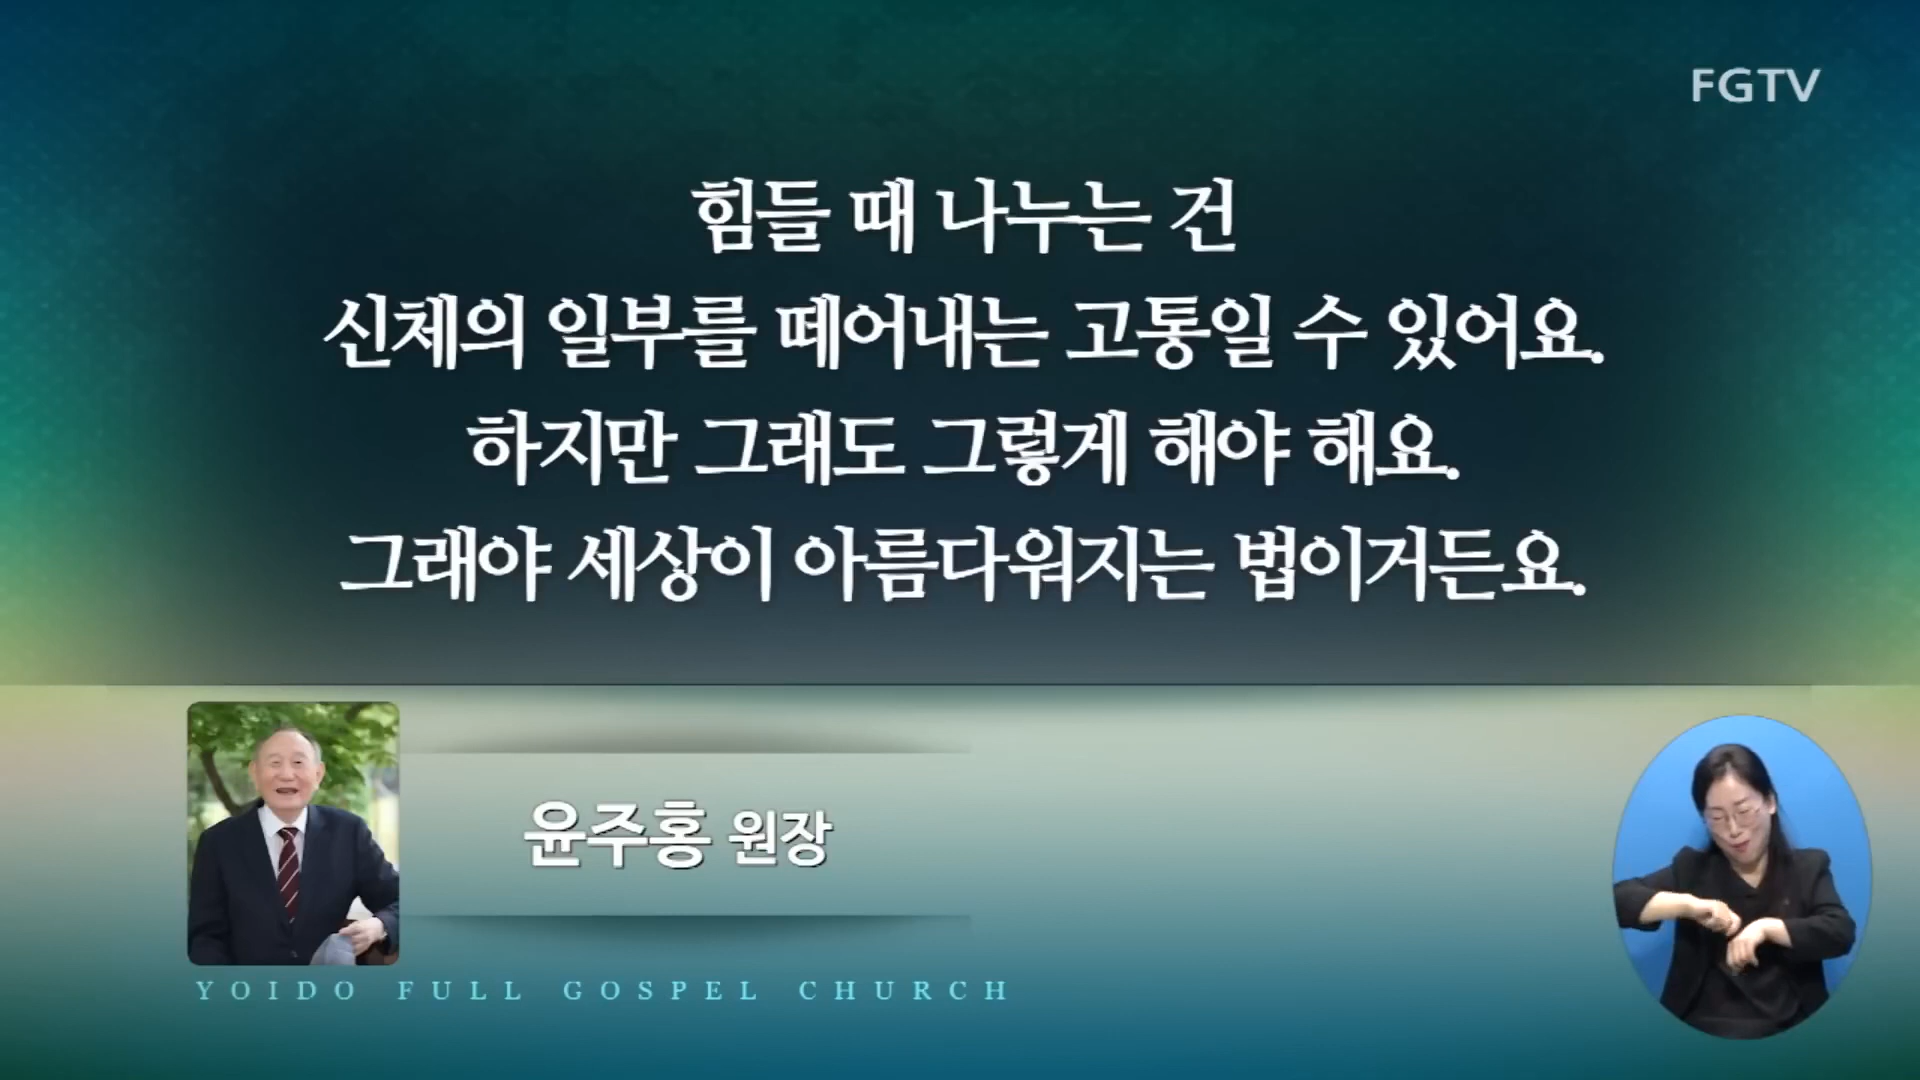 FGTV
힘들 때 나누는 건
신체의 일부를 떼어내는 고통일 수 있어요.
하지만 그래도 그렇게 해야 해요.
그래야 세상이 아름다워지는 법이거든요.
윤주홍 원장
YOIDO FULL GOSPEL CHURCH